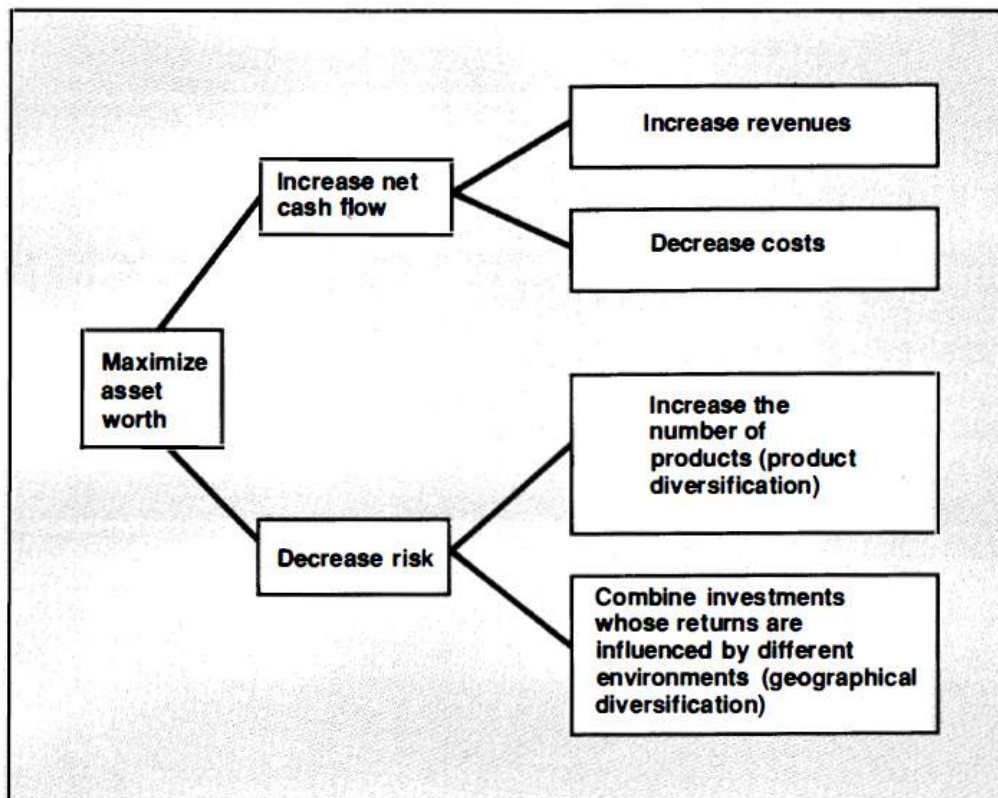 Increase revenues
Increase net
cash flow
Decrease costs
Maximize
asset
worth
Increase the
number of
products (product
diversification)
Decrease risk
Combine investments
whose returns are
influenced by different
environments (geographical
diversification)